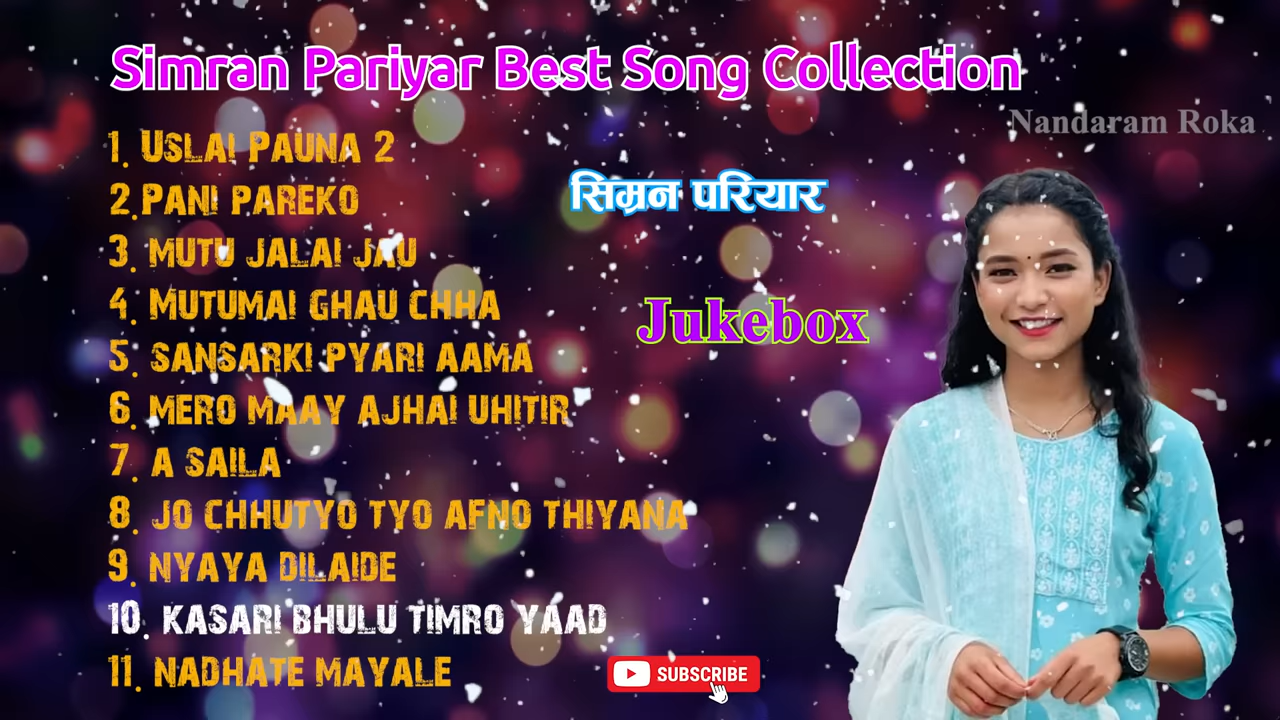 Simran Pariyar Best Song Collection
Nandaram Roka
1. Uslai Pauna 2
2. Pani pareko
सिम्रन परियार
3. mutu jalai jau
4. Mutumai ghau chha
Jukebox
5. sansarki pyari aama
6. mero maay ajhai uhitir
7. a saila
8. jo chhutyo tyo afno thiyana
9. nyaya dilaide
10. kasari bhulu timro yaad
11. nadhate mayale
SUBSCRIBE